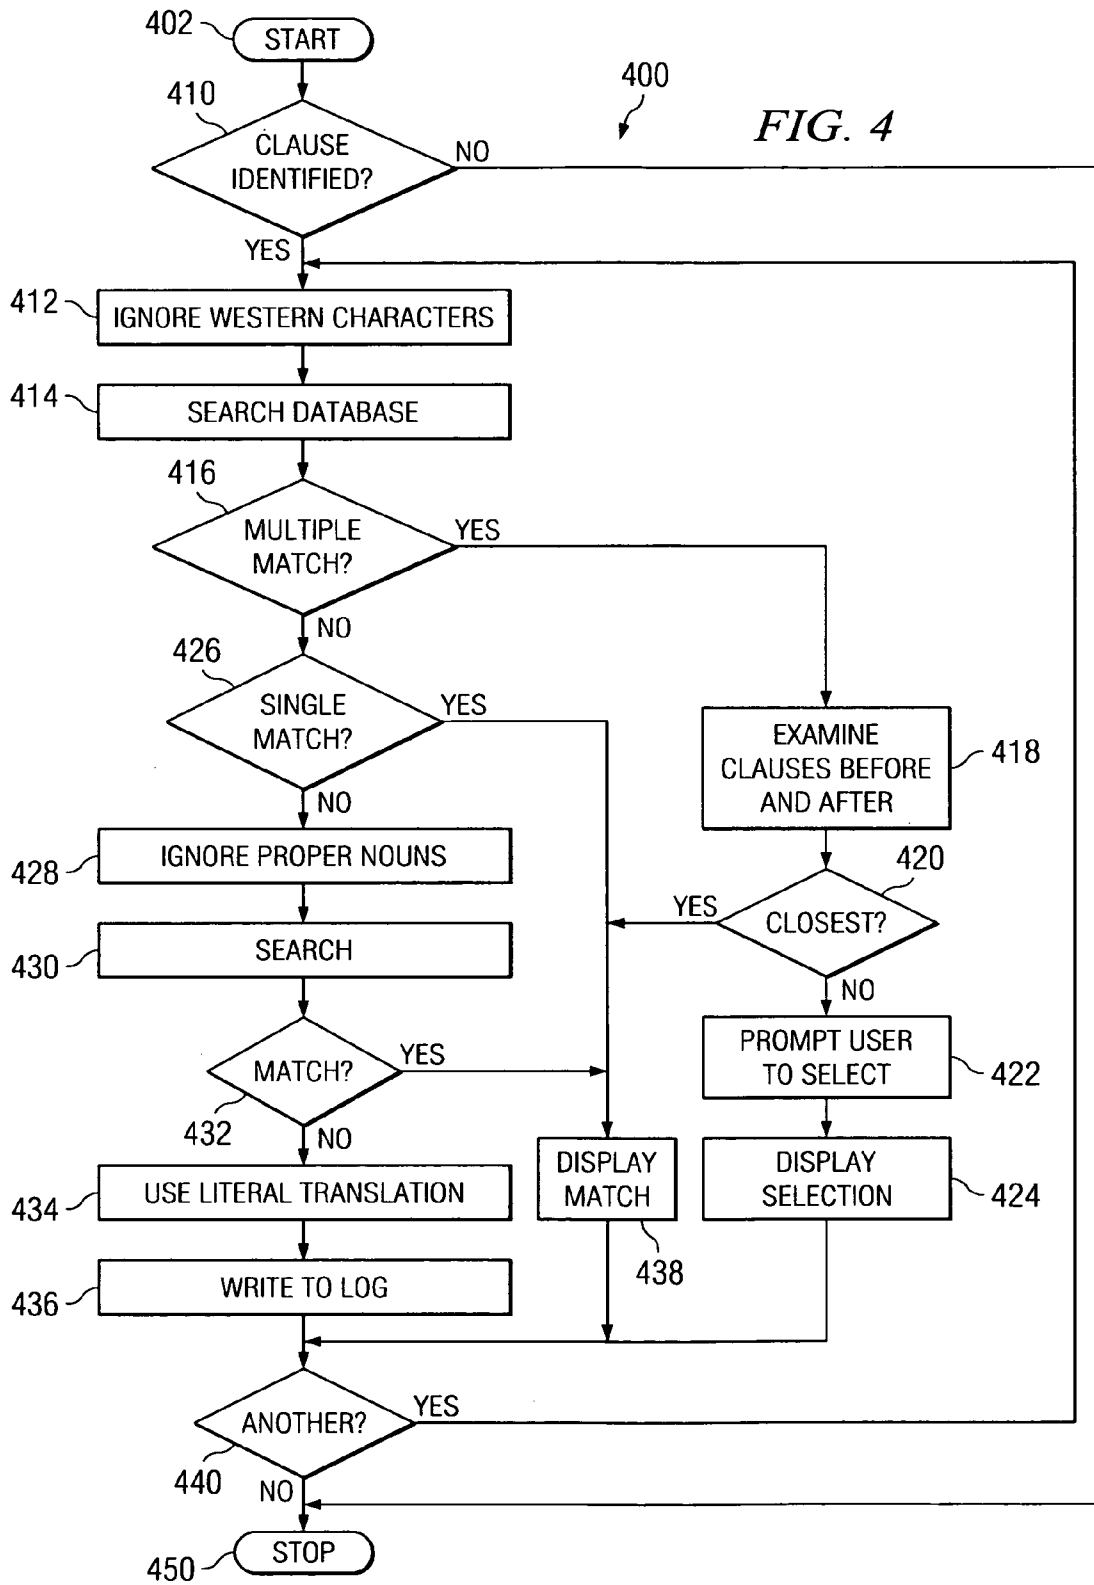 402
START
400
FIG. 4
410
CLAUSE
IDENTIFIED?
NO
YES
412
IGNORE WESTERN CHARACTERS
414
SEARCH DATABASE
416
MULTIPLE
MATCH?
YES
NO
426
SINGLE
MATCH?
YES
NO
EXAMINE
CLAUSES BEFORE
AND AFTER
418
428
IGNORE PROPER NOUNS
420
CLOSEST?
YES
NO
430
SEARCH
MATCH?
YES
432
NO
PROMPT USER
TO SELECT
422
434
USE LITERAL TRANSLATION
DISPLAY
MATCH
438
DISPLAY
SELECTION
424
436
WRITE TO LOG
ANOTHER?
YES
440
NO
450
STOP